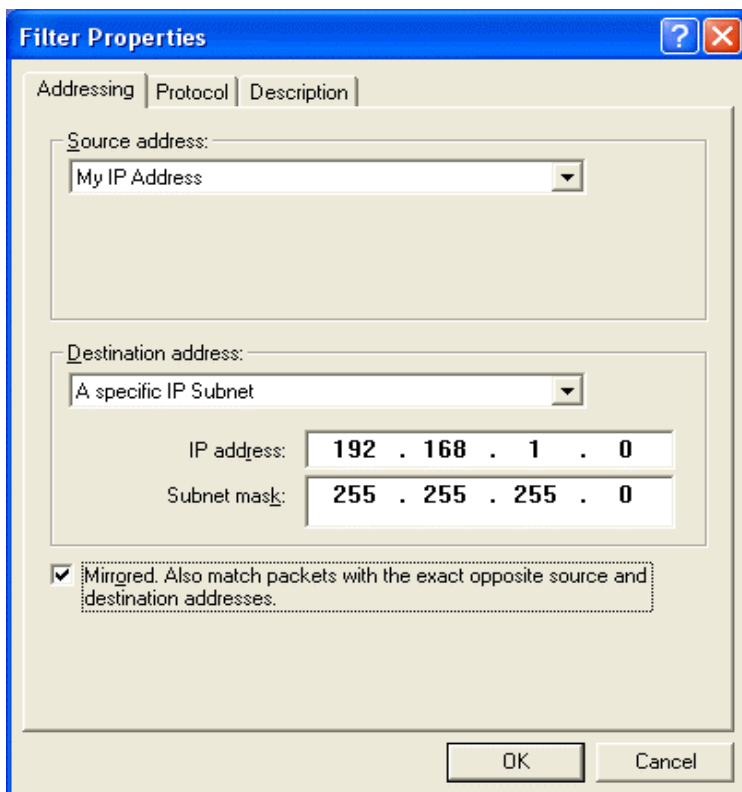 Filter Properties
Addressing Protocol Description
Source address:
My IP Address
Destination address:
A specific IP Subnet
IP address: 192 . 168 . 1 . 0
Subnet mask: 255 . 255 . 255 . 0
Mirrored. Also match packets with the exact opposite source and
destination addresses.
OK Cancel